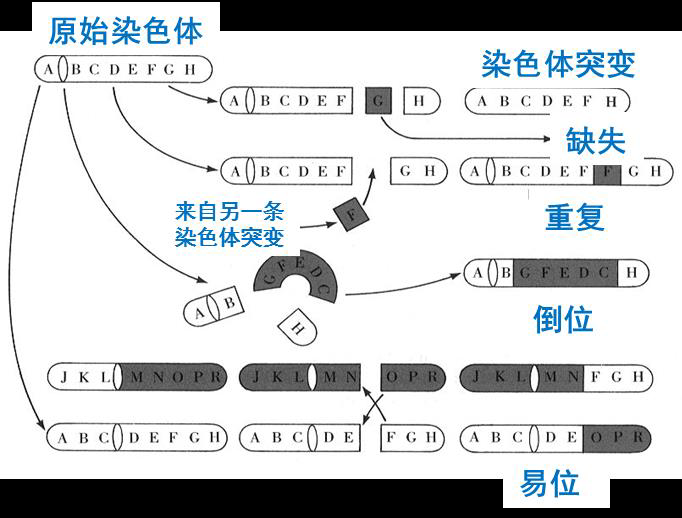 原始染色体
A B C D E F G H
染色体突变
A B C D E F G H
A B C D E F H
缺失
A B C D E F G H
A B C D E F F G H
来自另一条
染色体突变
F
重复
G F E D C
A B
H
A B G F E D C H
倒位
J K L M N O P R
J K L M N O P R
J K L M N F G H
A B C D E F G H
A B C D E F G H
A B C D E O P R
易位